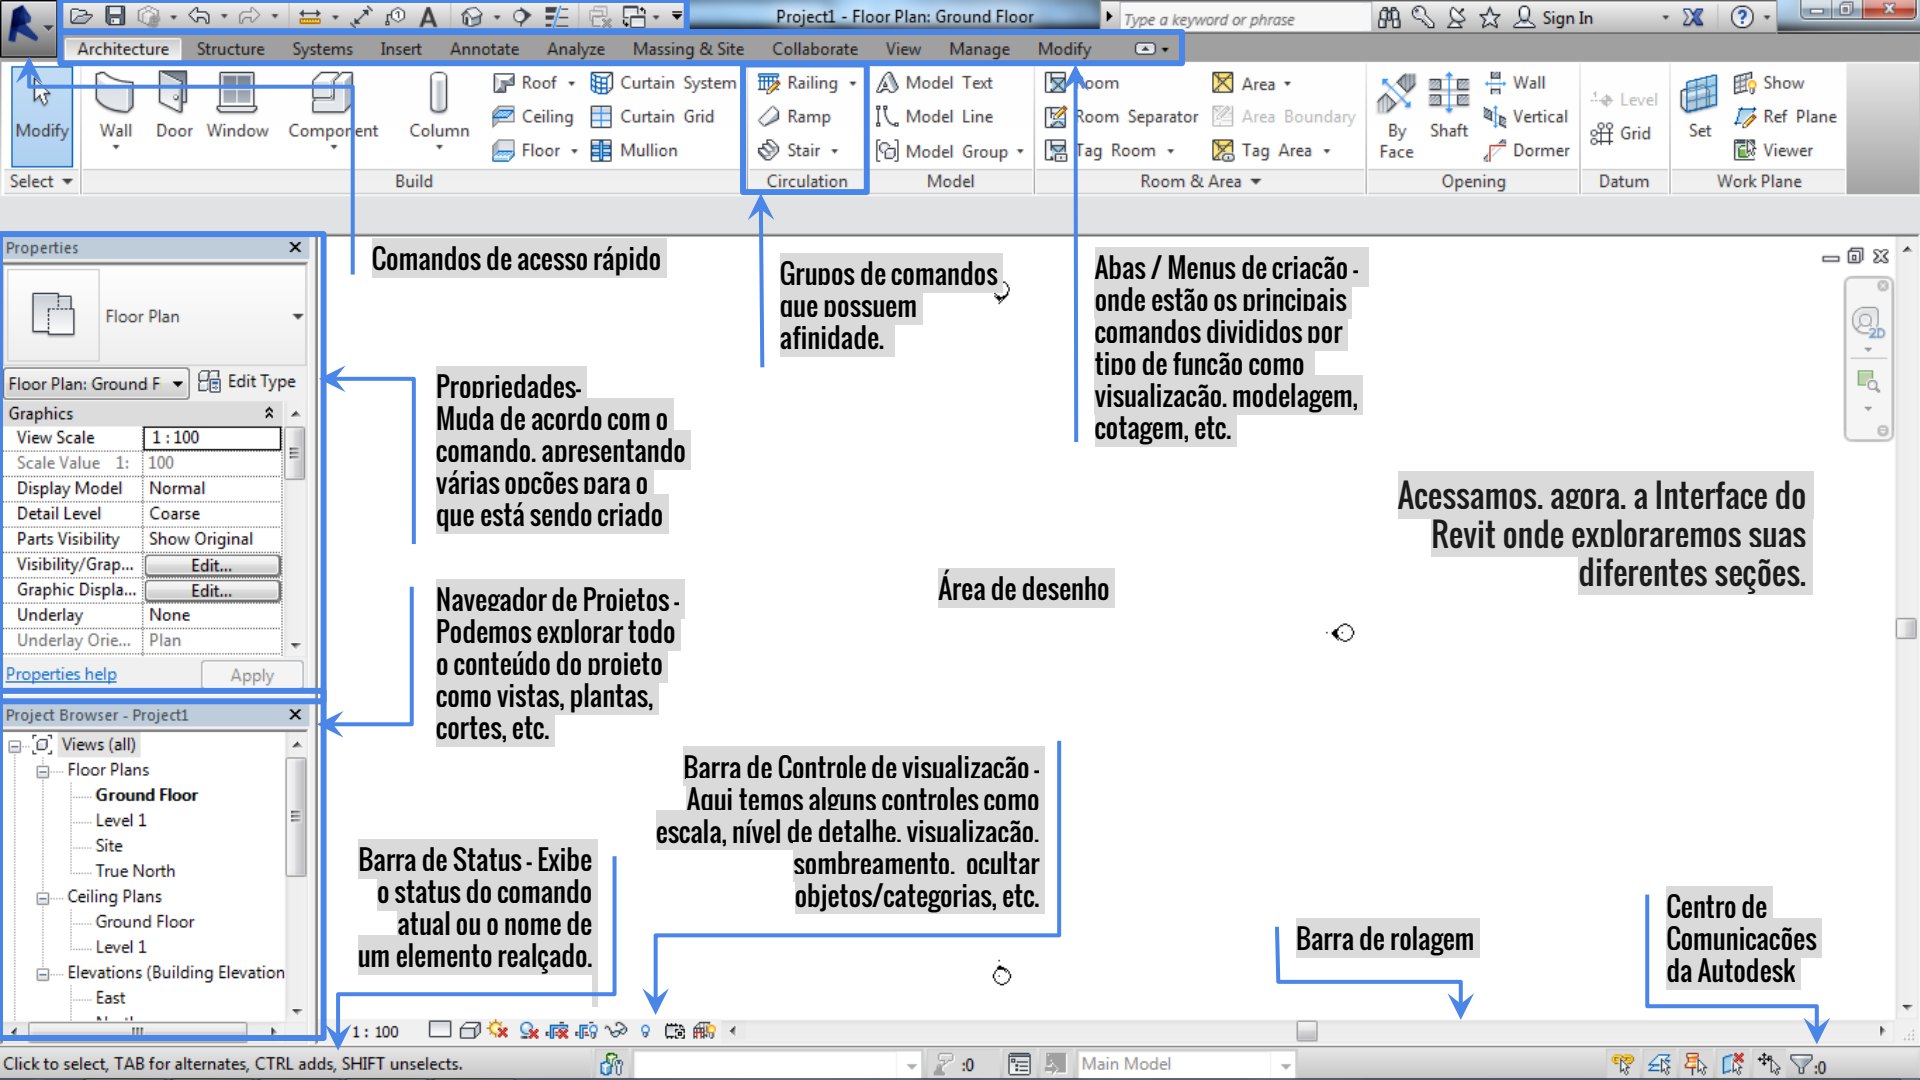 Project1 - Floor Plan: Ground Floor
Type a keyword or phrase
Sign In
Architecture Structure Systems Insert Annotate Analyze Massing & Site Collaborate View Manage Modify
Modify
Select
Wall
Door
Window
Component
Column
Roof
Ceiling
Floor
Curtain System
Curtain Grid
Mullion
Build
Railing
Ramp
Stair
Circulation
Model Text
Model Line
Model Group
Model
Room
Room Separator
Tag Room
Area
Area Boundary
Tag Area
Room & Area
By
Face
Shaft
Wall
Vertical
Dormer
Opening
Level
Grid
Datum
Set
Show
Ref Plane
Viewer
Work Plane
Properties
Floor Plan
Floor Plan: Ground F
Edit Type
Graphics
View Scale 1 : 100
Scale Value 1: 100
Display Model Normal
Detail Level Coarse
Parts Visibility Show Original
Visibility/Grap... Edit...
Graphic Displa... Edit...
Underlay None
Underlay Orie... Plan
Properties help
Apply
Project Browser - Project1
Views (all)
Floor Plans
Ground Floor
Level 1
Site
True North
Ceiling Plans
Ground Floor
Level 1
Elevations (Building Elevation
East
Comandos de acesso rápido
Grupos de comandos
que possuem
afinidade.
Abas / Menus de criação -
onde estão os principais
comandos divididos por
tipo de função como
visualização, modelagem,
cotagem, etc.
Propriedades-
Muda de acordo com o
comando, apresentando
várias opções para o
que está sendo criado
Acessamos, agora, a Interface do
Revit onde exploraremos suas
diferentes seções.
Área de desenho
Navegador de Projetos -
Podemos explorar todo
o conteúdo do projeto
como vistas, plantas,
cortes, etc.
Barra de Controle de visualização -
Aqui temos alguns controles como
escala, nível de detalhe, visualização,
sombreamento, ocultar
objetos/categorias, etc.
Barra de Status - Exibe
o status do comando
atual ou o nome de
um elemento realçado.
Barra de rolagem
Centro de
Comunicações
da Autodesk
2D
1 : 100
Click to select, TAB for alternates, CTRL adds, SHIFT unselects.
:0
Main Model
:0